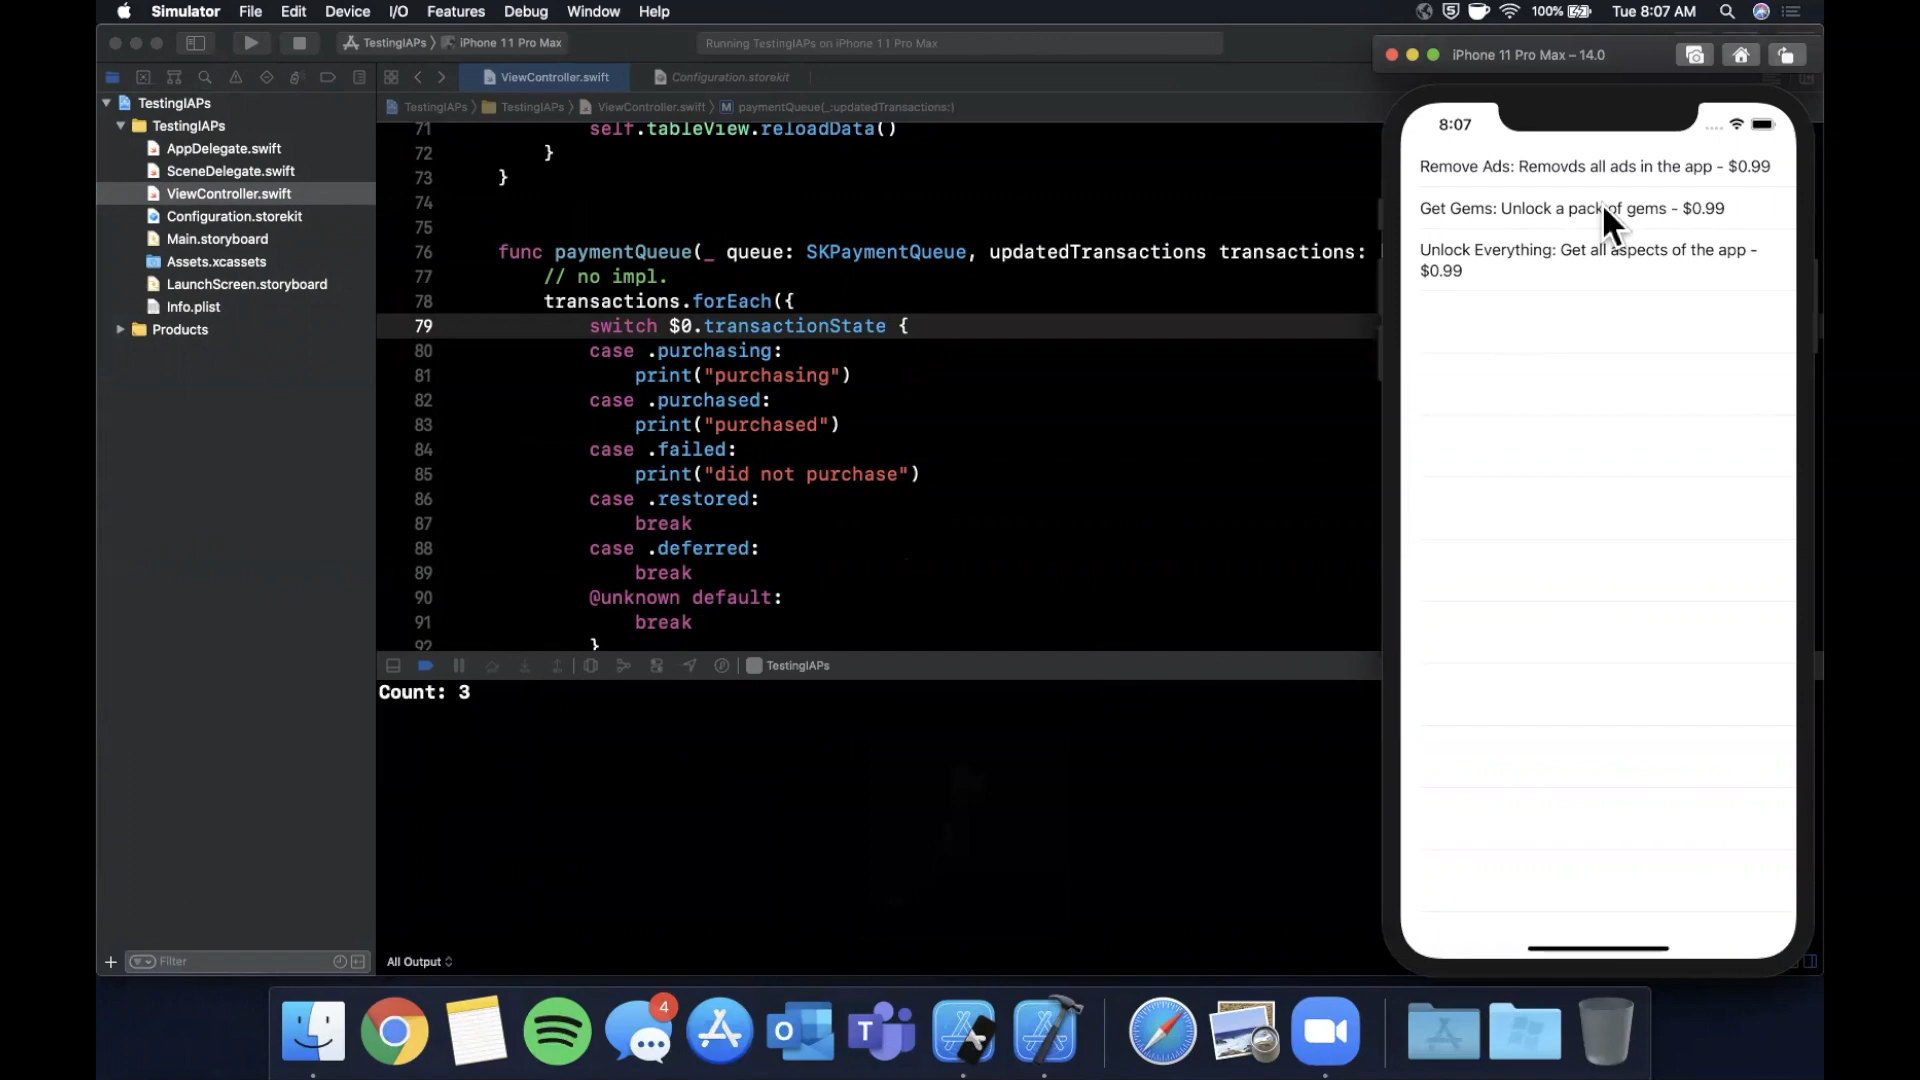 Simulator File Edit Device I/O Features Debug Window Help 100% Tue 8:07 AM
TestingIAPs 〉 iPhone 11 Pro Max Running TestingIAPs on iPhone 11 Pro Max
iPhone 11 Pro Max – 14.0
ViewController.swift Configuration.storekit
TestingIAPs 〉 TestingIAPs 〉 ViewController.swift 〉 M paymentQueue(_:updatedTransactions:)
TestingIAPs
TestingIAPs
AppDelegate.swift
SceneDelegate.swift
ViewController.swift
Configuration.storekit
Main.storyboard
Assets.xcassets
LaunchScreen.storyboard
Info.plist
Products
Filter
71 self.tableView.reloadData()
72 }
73 }
74
75
76 func paymentQueue(_ queue: SKPaymentQueue, updatedTransactions transactions:
77 // no impl.
78 transactions.forEach({
79 switch $0.transactionState {
80 case .purchasing:
81 print("purchasing")
82 case .purchased:
83 print("purchased")
84 case .failed:
85 print("did not purchase")
86 case .restored:
87 break
88 case .deferred:
89 break
90 @unknown default:
91 break
92 }
TestingIAPs
Count: 3
All Output
8:07
Remove Ads: Removds all ads in the app - $0.99
Get Gems: Unlock a pack of gems - $0.99
Unlock Everything: Get all aspects of the app -
$0.99
4